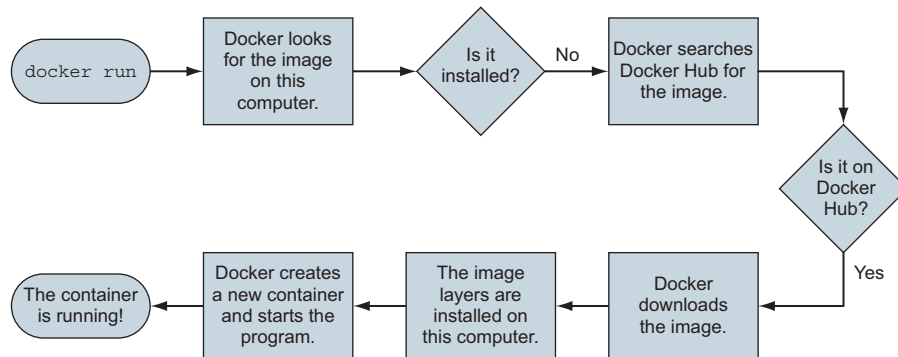 docker run
Docker looks
for the image
on this
computer.
Is it
installed?
No
Docker searches
Docker Hub for
the image.
Is it on
Docker
Hub?
Yes
Docker
downloads
the image.
The image
layers are
installed on
this computer.
Docker creates
a new container
and starts the
program.
The container
is running!